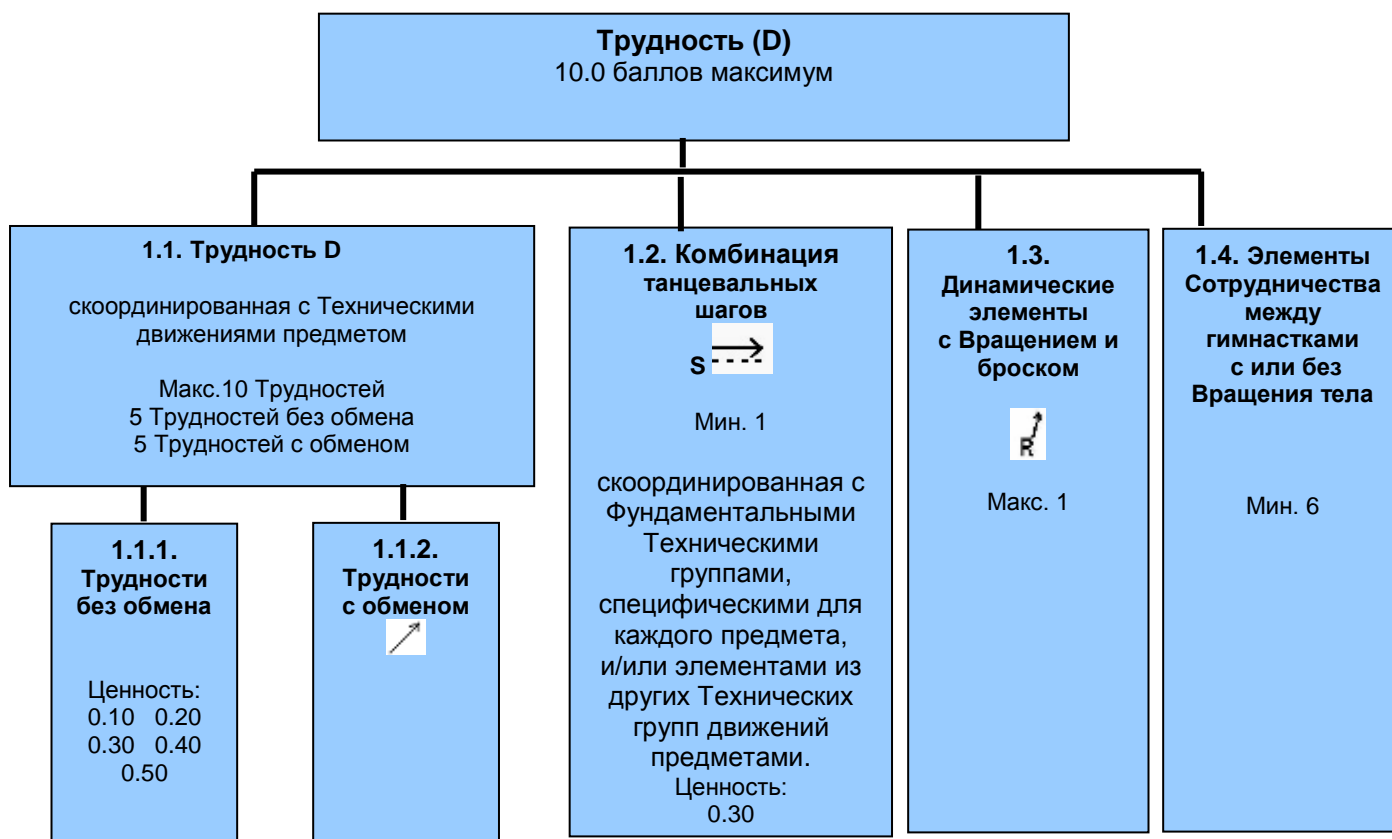 Трудность (D)
10.0 баллов максимум
1.1. Трудность D
скоординированная с Техническими
движениями предметом
Макс.10 Трудностей
5 Трудностей без обмена
5 Трудностей с обменом
1.1.1.
Трудности
без обмена
Ценность:
0.10 0.20
0.30 0.40
0.50
1.1.2.
Трудности
с обменом
1.2. Комбинация
танцевальных
шагов
S
Мин. 1
скоординированная с
Фундаментальными
Техническими
группами,
специфическими для
каждого предмета,
и/или элементами из
других Технических
групп движений
предметами.
Ценность:
0.30
1.3.
Динамические
элементы
с Вращением и
броском
R
Макс. 1
1.4. Элементы
Сотрудничества
между
гимнастками
с или без
Вращения тела
Мин. 6